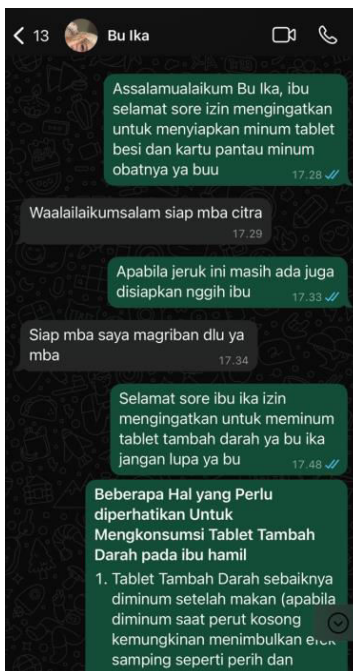 13 Bu Ika
Assalamualaikum Bu Ika, ibu
selamat sore izin mengingatkan
untuk menyiapkan minum tablet
besi dan kartu pantau minum
obatnya ya buu
17.28
Waalailaikumsalam siap mba citra
17.29
Apabila jeruk ini masih ada juga
disiapkan nggih ibu
17.33
Siap mba saya magriban dlu ya
mba
17.34
Selamat sore ibu ika izin
mengingatkan untuk meminum
tablet tambah darah ya bu ika
jangan lupa ya bu
17.48
Beberapa Hal yang Perlu
diperhatikan Untuk
Mengkonsumsi Tablet Tambah
Darah pada ibu hamil
1. Tablet Tambah Darah sebaiknya
diminum setelah makan (apabila
diminum saat perut kosong
kemungkinan menimbulkan efek
samping seperti perih dan